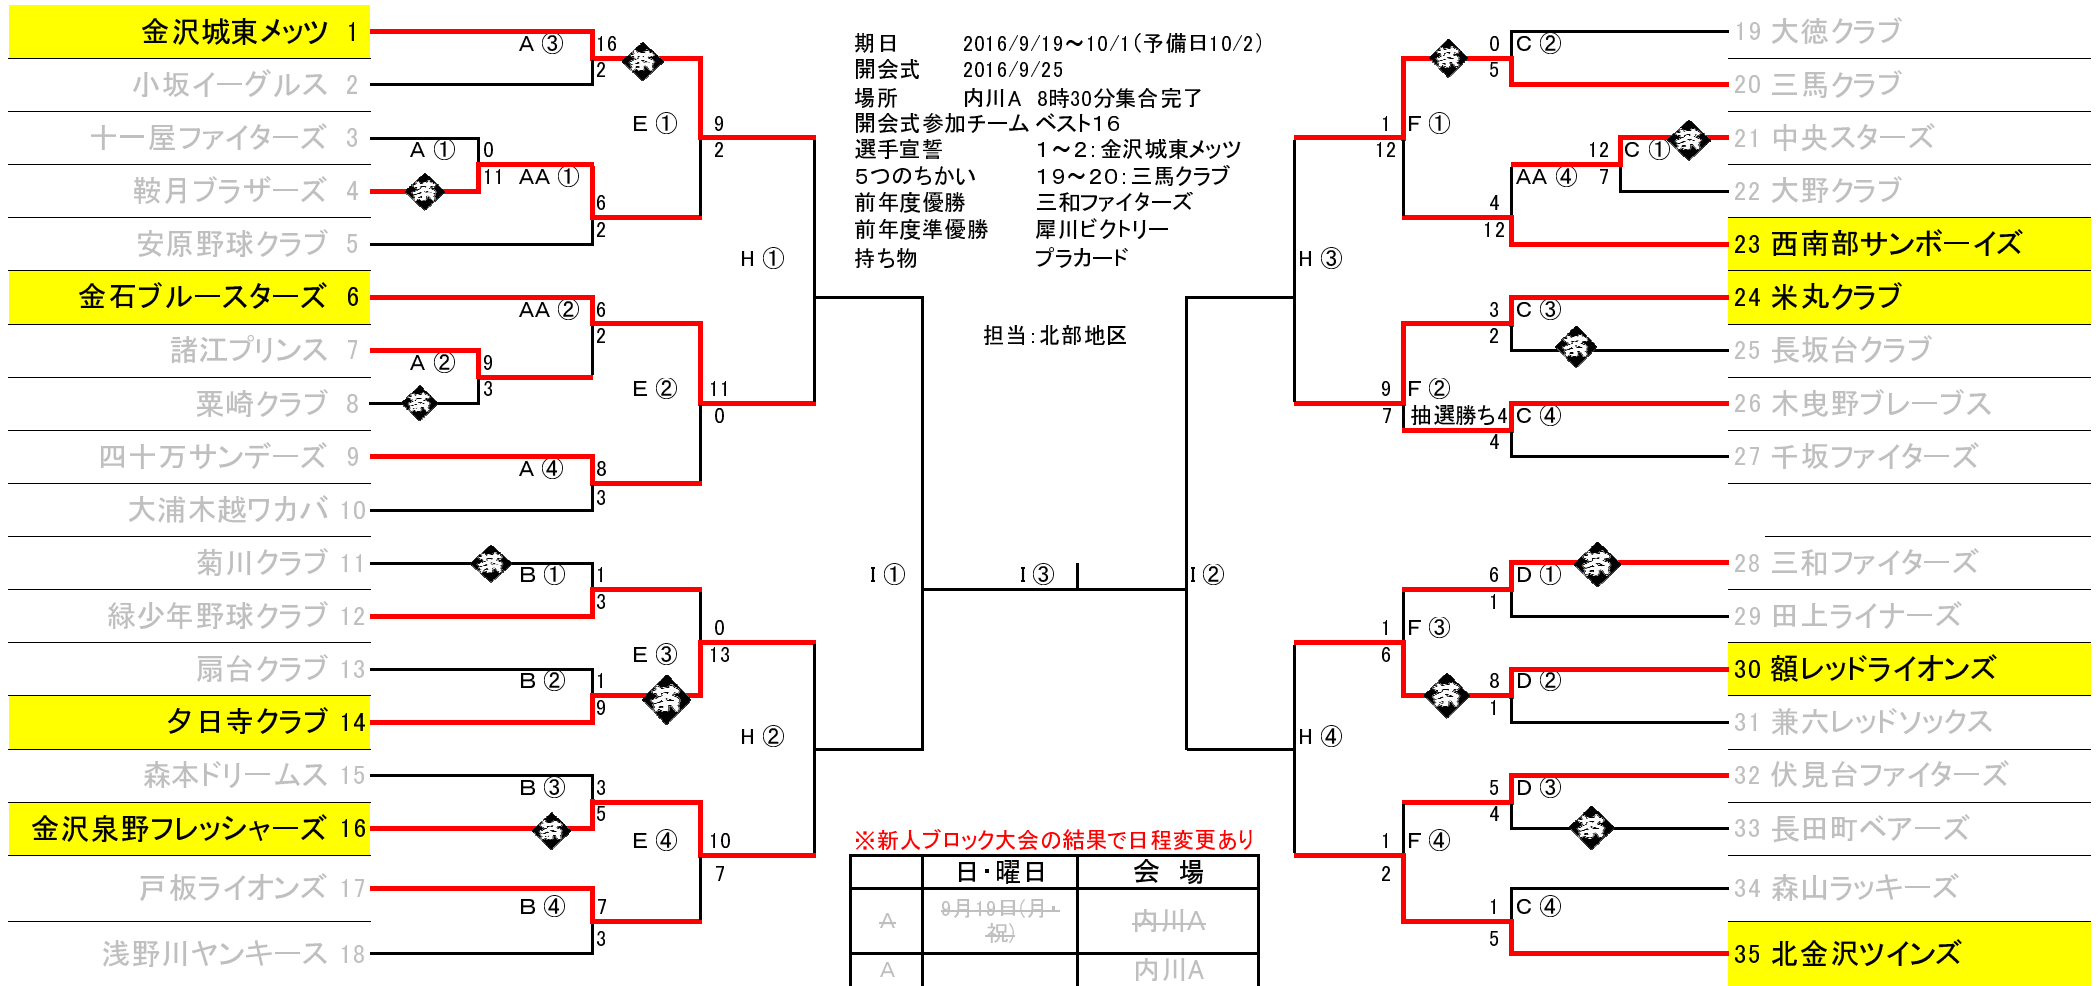 金沢城東メッツ 1
小坂イーグルス 2
十一屋ファイターズ 3
鞍月ブラザーズ 4
安原野球クラブ 5
金石ブルースターズ 6
諸江プリンス 7
粟崎クラブ 8
四十万サンデーズ 9
大浦木越ワカバ 10
菊川クラブ 11
緑少年野球クラブ 12
扇台クラブ 13
夕日寺クラブ 14
森本ドリームス 15
金沢泉野フレッシャーズ 16
戸板ライオンズ 17
浅野川ヤンキース 18
A ③ 16
2
A ① 0
11
AA ① 6
2
E ① 9
2
AA ② 6
2
A ② 9
3
E ② 11
0
A ④ 8
3
H ①
B ① 1
3
B ② 1
9
E ③ 0
13
B ③ 3
5
E ④ 10
7
B ④ 7
3
H ②
I ①
I ③
I ②
期日 2016/9/19～10/1(予備日10/2)
開会式 2016/9/25
場所 内川A 8時30分集合完了
開会式参加チーム ベスト16
選手宣誓 1～2:金沢城東メッツ
5つのちかい 19～20:三馬クラブ
前年度優勝 三和ファイターズ
前年度準優勝 犀川ビクトリー
持ち物 プラカード
担当:北部地区
※新人ブロック大会の結果で日程変更あり
日・曜日 会 場
A 9月19日(月・祝) 内川A
A 内川A
0 C ②
5
1 F ①
12
12 C ①
7
AA ④
4
12
H ③
3 C ③
2
9 F ②
7
抽選勝ち4 C ④
4
6 D ①
1
1 F ③
6
8 D ②
1
H ④
5 D ③
4
1 F ④
2
1 C ④
5
19 大徳クラブ
20 三馬クラブ
21 中央スターズ
22 大野クラブ
23 西南部サンボーイズ
24 米丸クラブ
25 長坂台クラブ
26 木曳野ブレーブス
27 千坂ファイターズ
28 三和ファイターズ
29 田上ライナーズ
30 額レッドライオンズ
31 兼六レッドソックス
32 伏見台ファイターズ
33 長田町ベアーズ
34 森山ラッキーズ
35 北金沢ツインズ